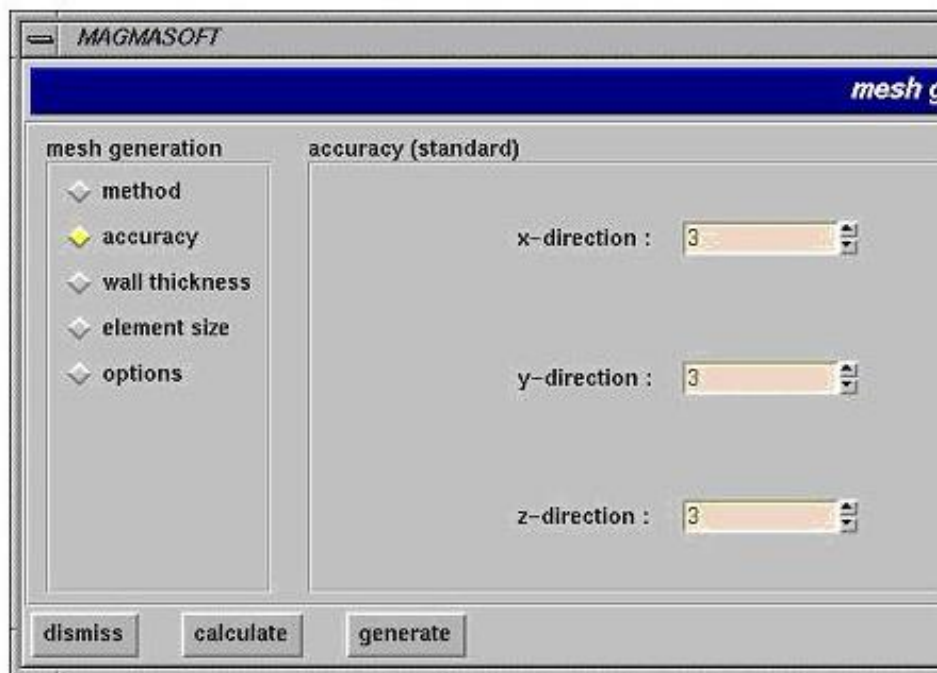 MAGMASOFT
mesh g
mesh generation
method
accuracy
wall thickness
element size
options
accuracy (standard)
x-direction : 3
y-direction : 3
z-direction : 3
dismiss calculate generate